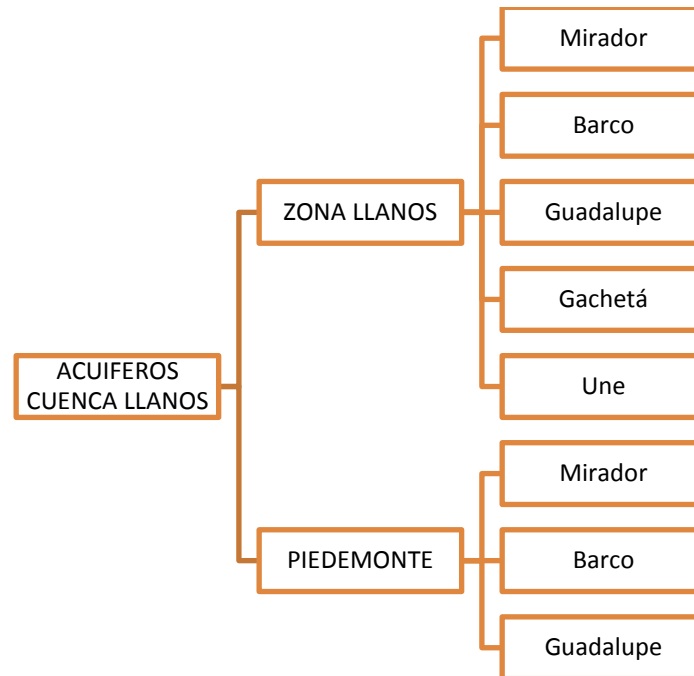 ACUIFEROS
CUENCA LLANOS
ZONA LLANOS
Mirador
Barco
Guadalupe
Gachetá
Une
PIEDEMONTE
Mirador
Barco
Guadalupe